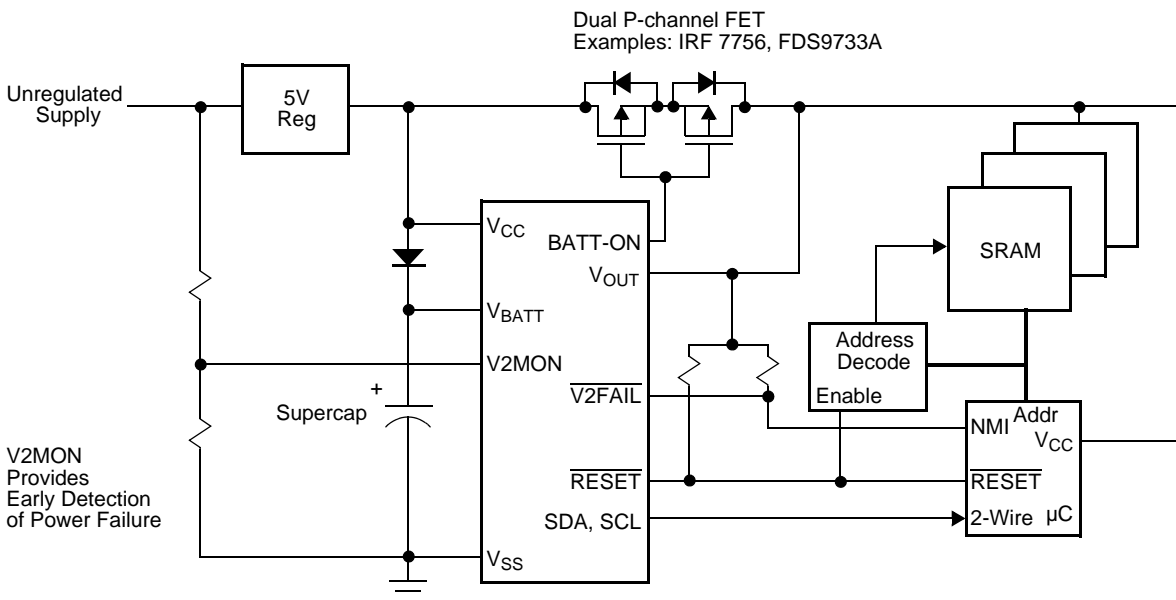 Dual P-channel FET
Examples: IRF 7756, FDS9733A
Unregulated
Supply
5V
Reg
VCC
BATT-ON
VOUT
SRAM
VBATT
Address
Decode
V2MON
V2FAIL
Enable
+
Supercap
NMI
Addr
VCC
V2MON
Provides
Early Detection
of Power Failure
RESET
RESET
SDA, SCL
2-Wire
µC
VSS